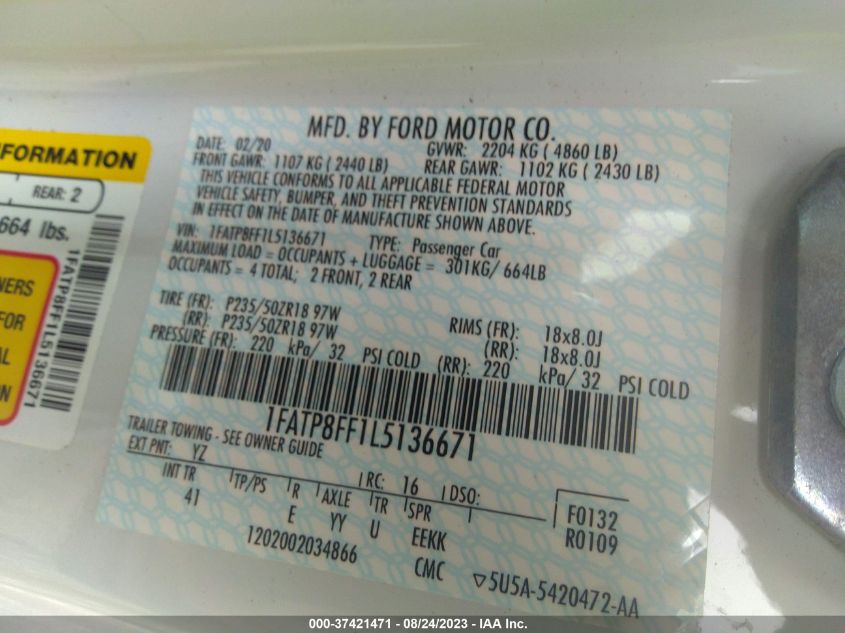 MFD. BY FORD MOTOR CO.
DATE: 02/20 GVWR: 2204 KG ( 4860 LB)
FRONT GAWR: 1107 KG ( 2440 LB) REAR GAWR: 1102 KG ( 2430 LB)
THIS VEHICLE CONFORMS TO ALL APPLICABLE FEDERAL MOTOR
VEHICLE SAFETY, BUMPER, AND THEFT PREVENTION STANDARDS
IN EFFECT ON THE DATE OF MANUFACTURE SHOWN ABOVE.
VIN: 1FATP8FF1L5136671 TYPE: Passenger Car
MAXIMUM LOAD = OCCUPANTS + LUGGAGE = 301KG/ 664LB
OCCUPANTS = 4 TOTAL; 2 FRONT, 2 REAR
TIRE (FR): P235/50ZR18 97W RIMS (FR): 18x8.0J
(RR): P235/50ZR18 97W (RR): 18x8.0J
PRESSURE (FR): 220 kPa/ 32 PSI COLD (RR): 220 kPa/ 32 PSI COLD
1FATP8FF1L5136671
TRAILER TOWING - SEE OWNER GUIDE
EXT PNT: YZ RC: 16 DSO: F0132
INT TR TP/PS R AXLE TR SPR R0109
41 E YY U EEKK
1202002034866 CMC 5U5A-5420472-AA
FORMATION
REAR: 2
664 lbs.
1FATP8FF1L5136671
NERS
FOR
AL
N
000-37421471 - 08/24/2023 - IAA Inc.